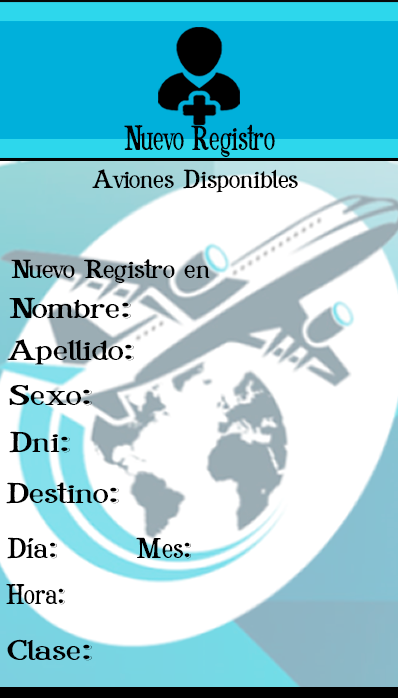 Nuevo Registro
Aviones Disponibles
Nuevo Registro en
Nombre:
Apellido:
Sexo:
Dni:
Destino:
Día: Mes:
Hora:
Clase: